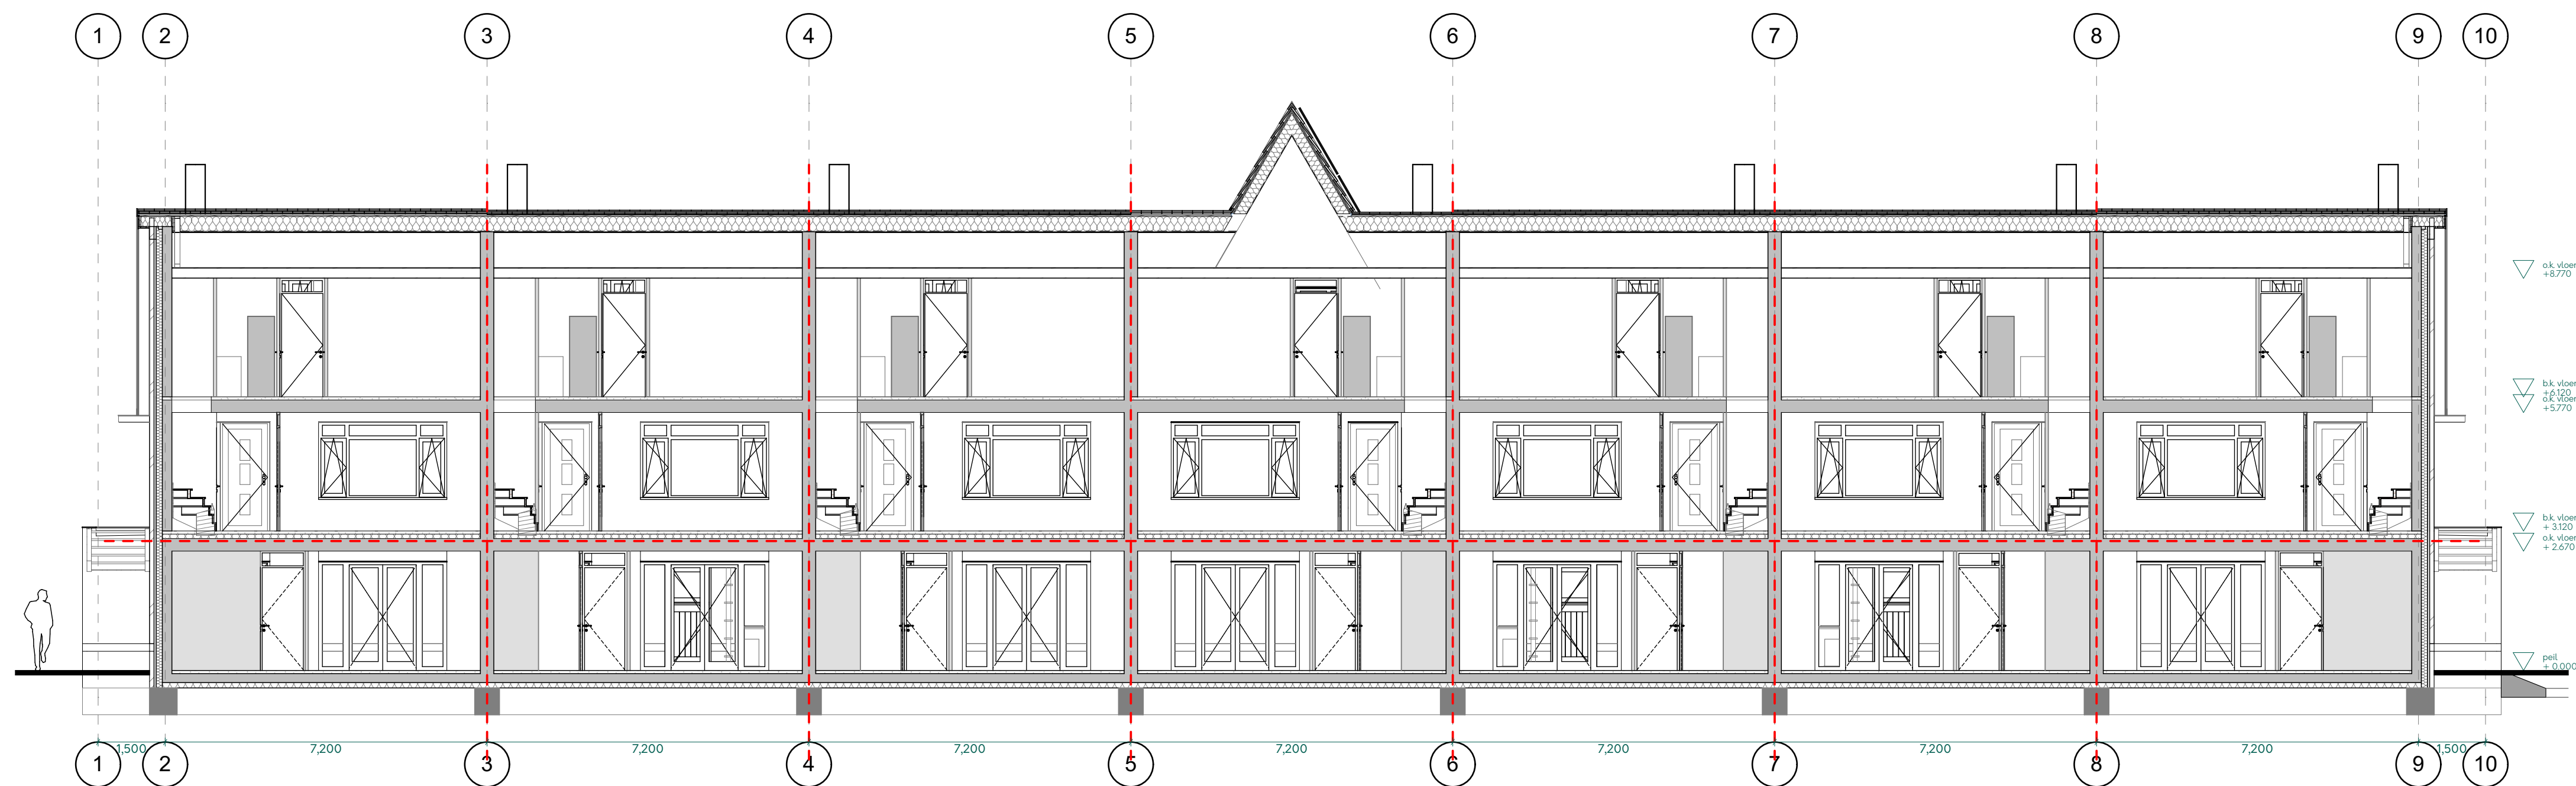 1 2 3 4 5 6 7 8 9 10
o.k. vloer
+8.770
b.k. vloer
+6.120
o.k. vloer
+5.770
b.k. vloer
+ 3.120
o.k. vloer
+ 2.670
peil
+ 0.000
1,500 7,200 7,200 7,200 7,200 7,200 7,200 7,200 1,500
1 2 3 4 5 6 7 8 9 10